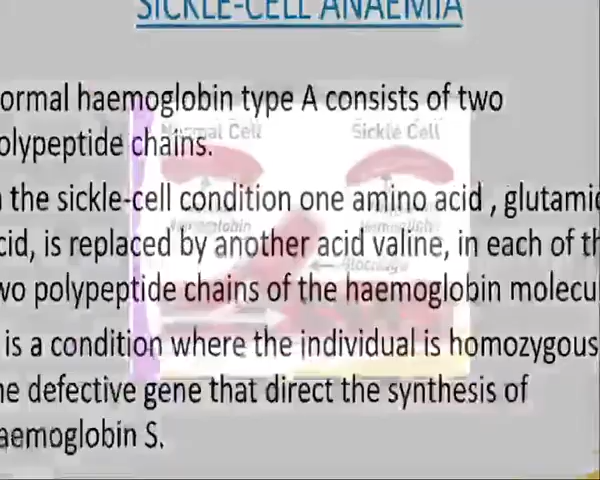 SICKLE-CELL ANAEMIA
ormal haemoglobin type A consists of two
olypeptide chains.
Normal Cell Sickle Cell
the sickle-cell condition one amino acid , glutamic
cid, is replaced by another acid valine, in each of th
wo polypeptide chains of the haemoglobin molecu
is a condition where the individual is homozygous
he defective gene that direct the synthesis of
aemoglobin S.